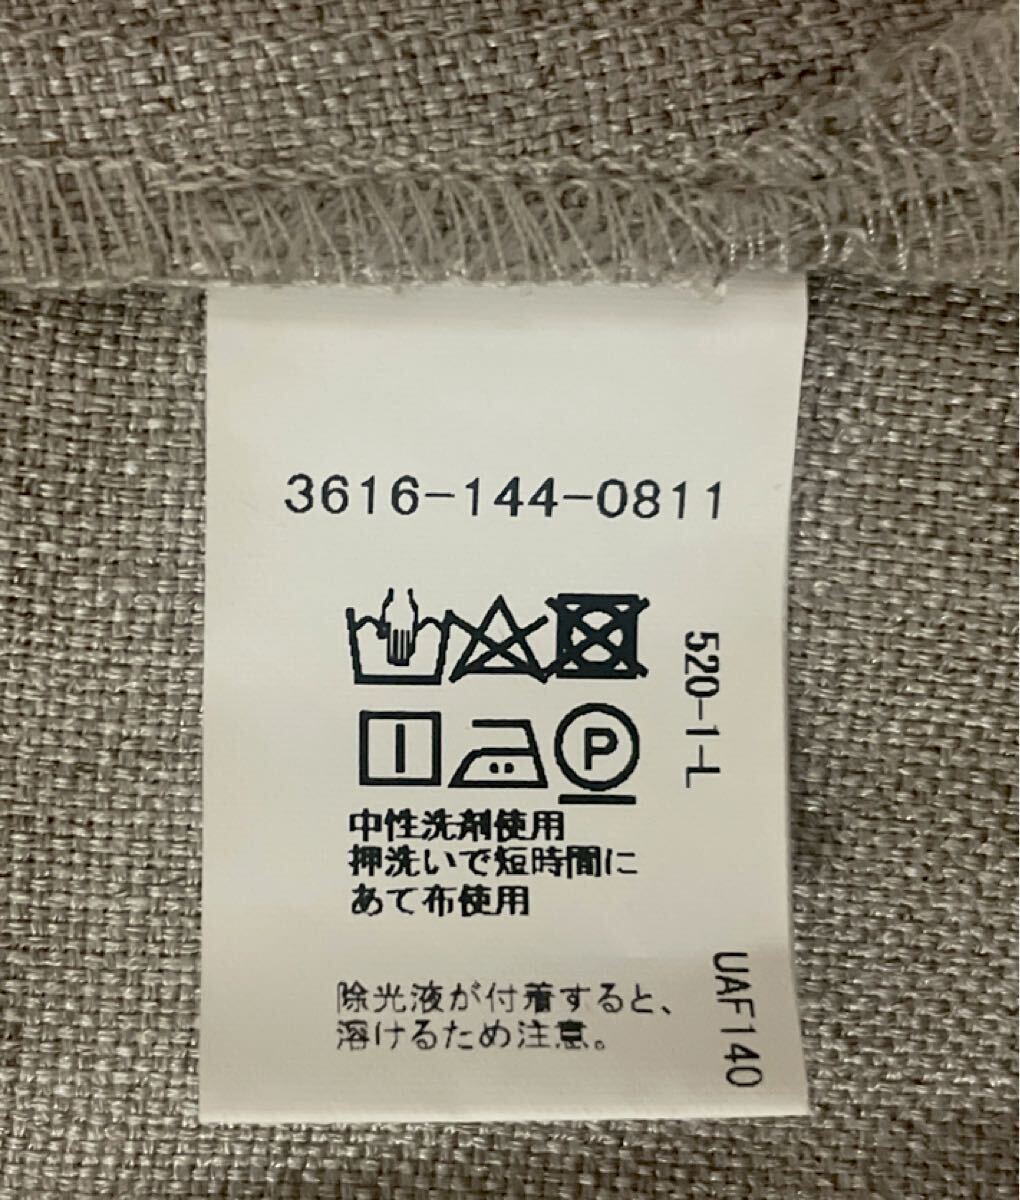 3616-144-0811
520-1-L
P
中性洗剤使用
押洗いで短時間に
あて布使用
除光液が付着すると、
溶けるため注意。
UAF140